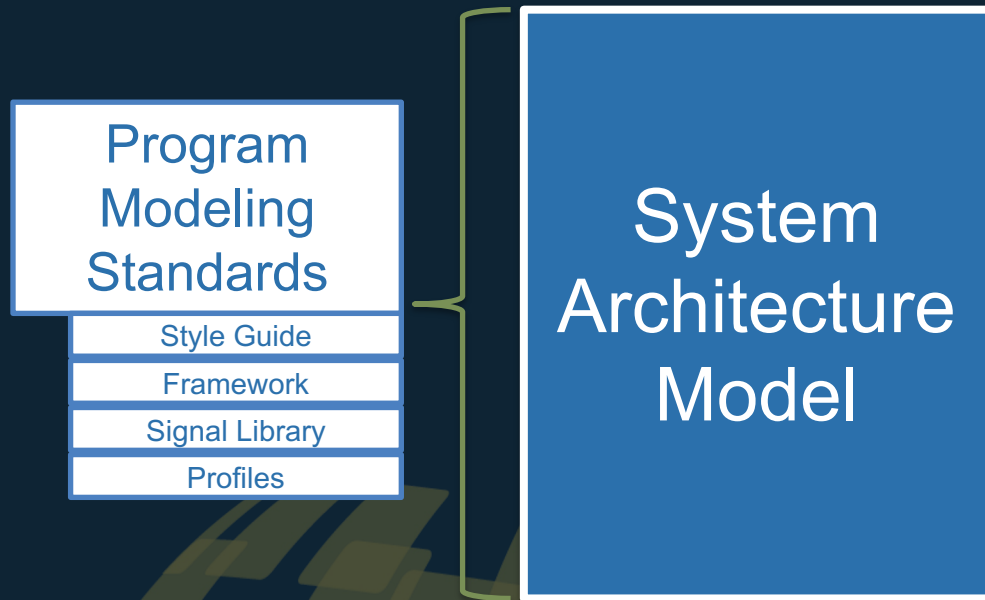 Program
Modeling
Standards
Style Guide
Framework
Signal Library
Profiles
System
Architecture
Model